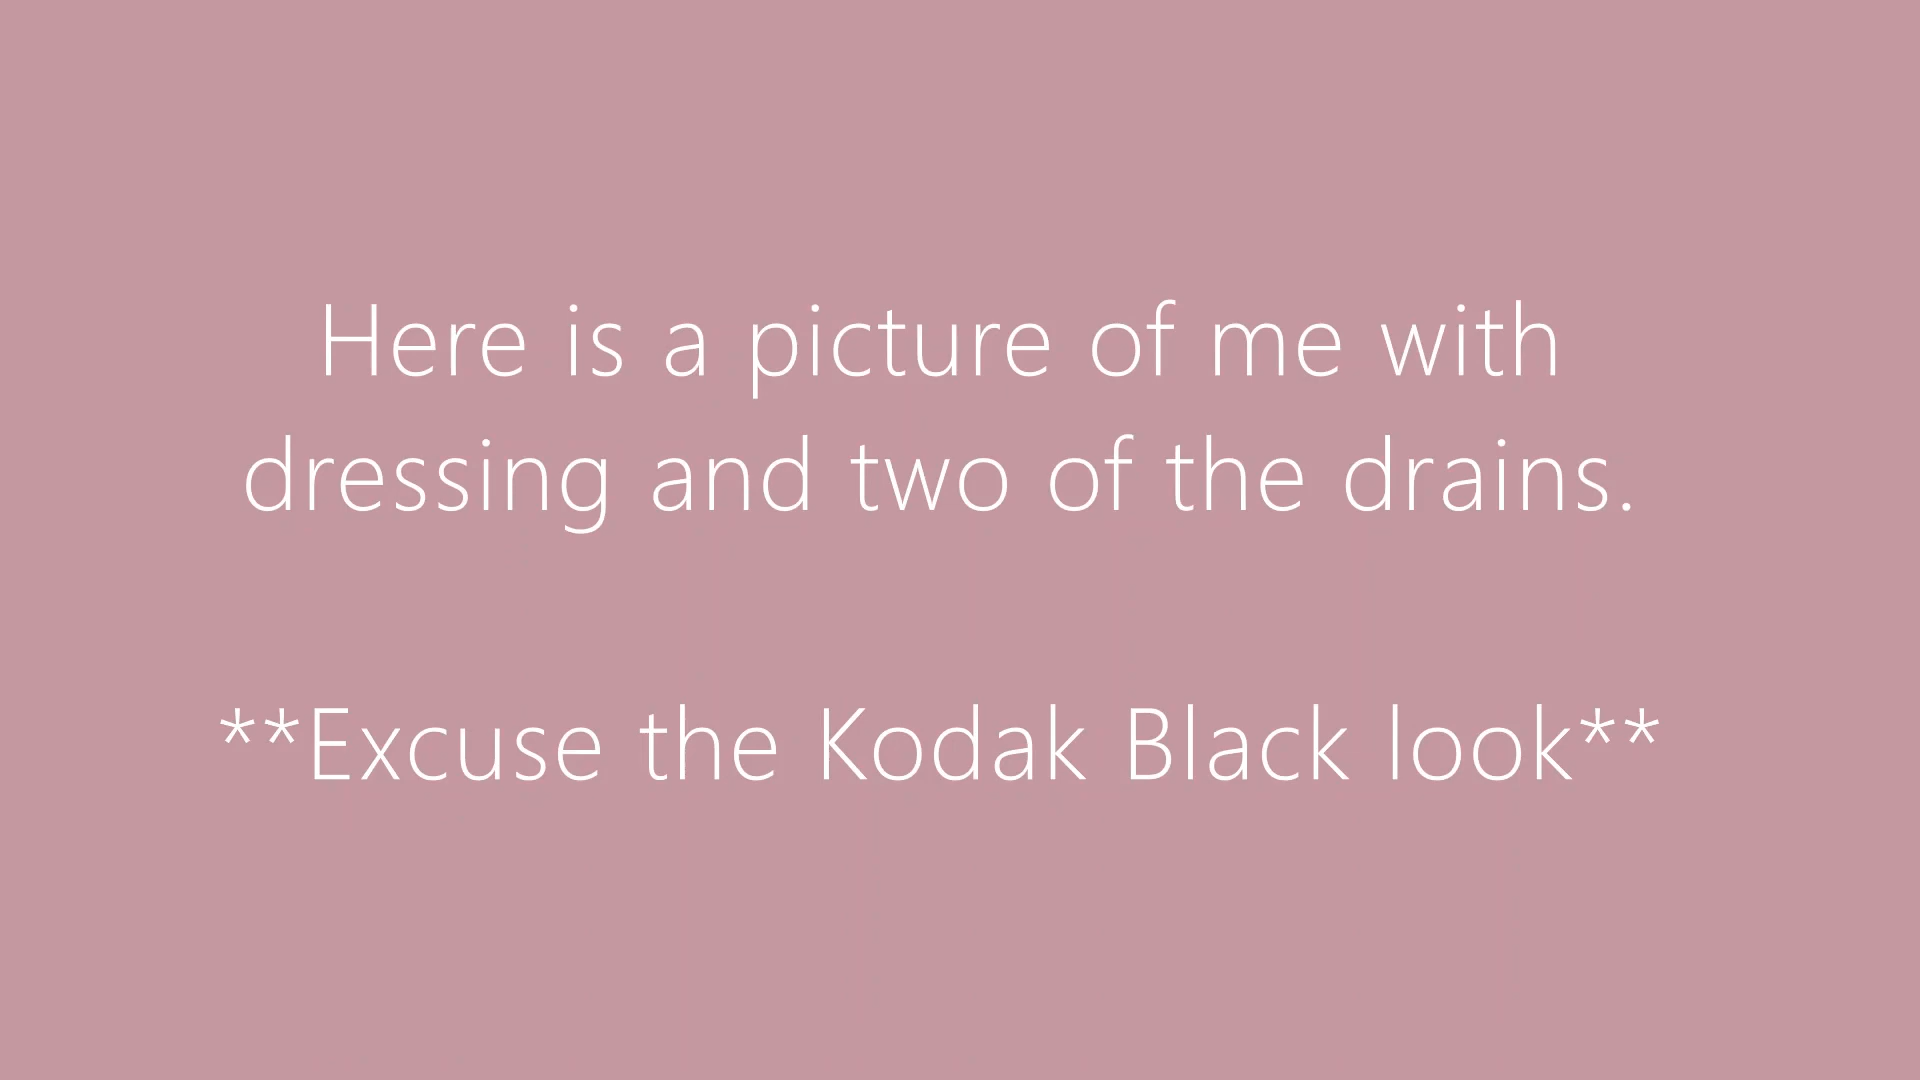 Here is a picture of me with
dressing and two of the drains.
**Excuse the Kodak Black look**